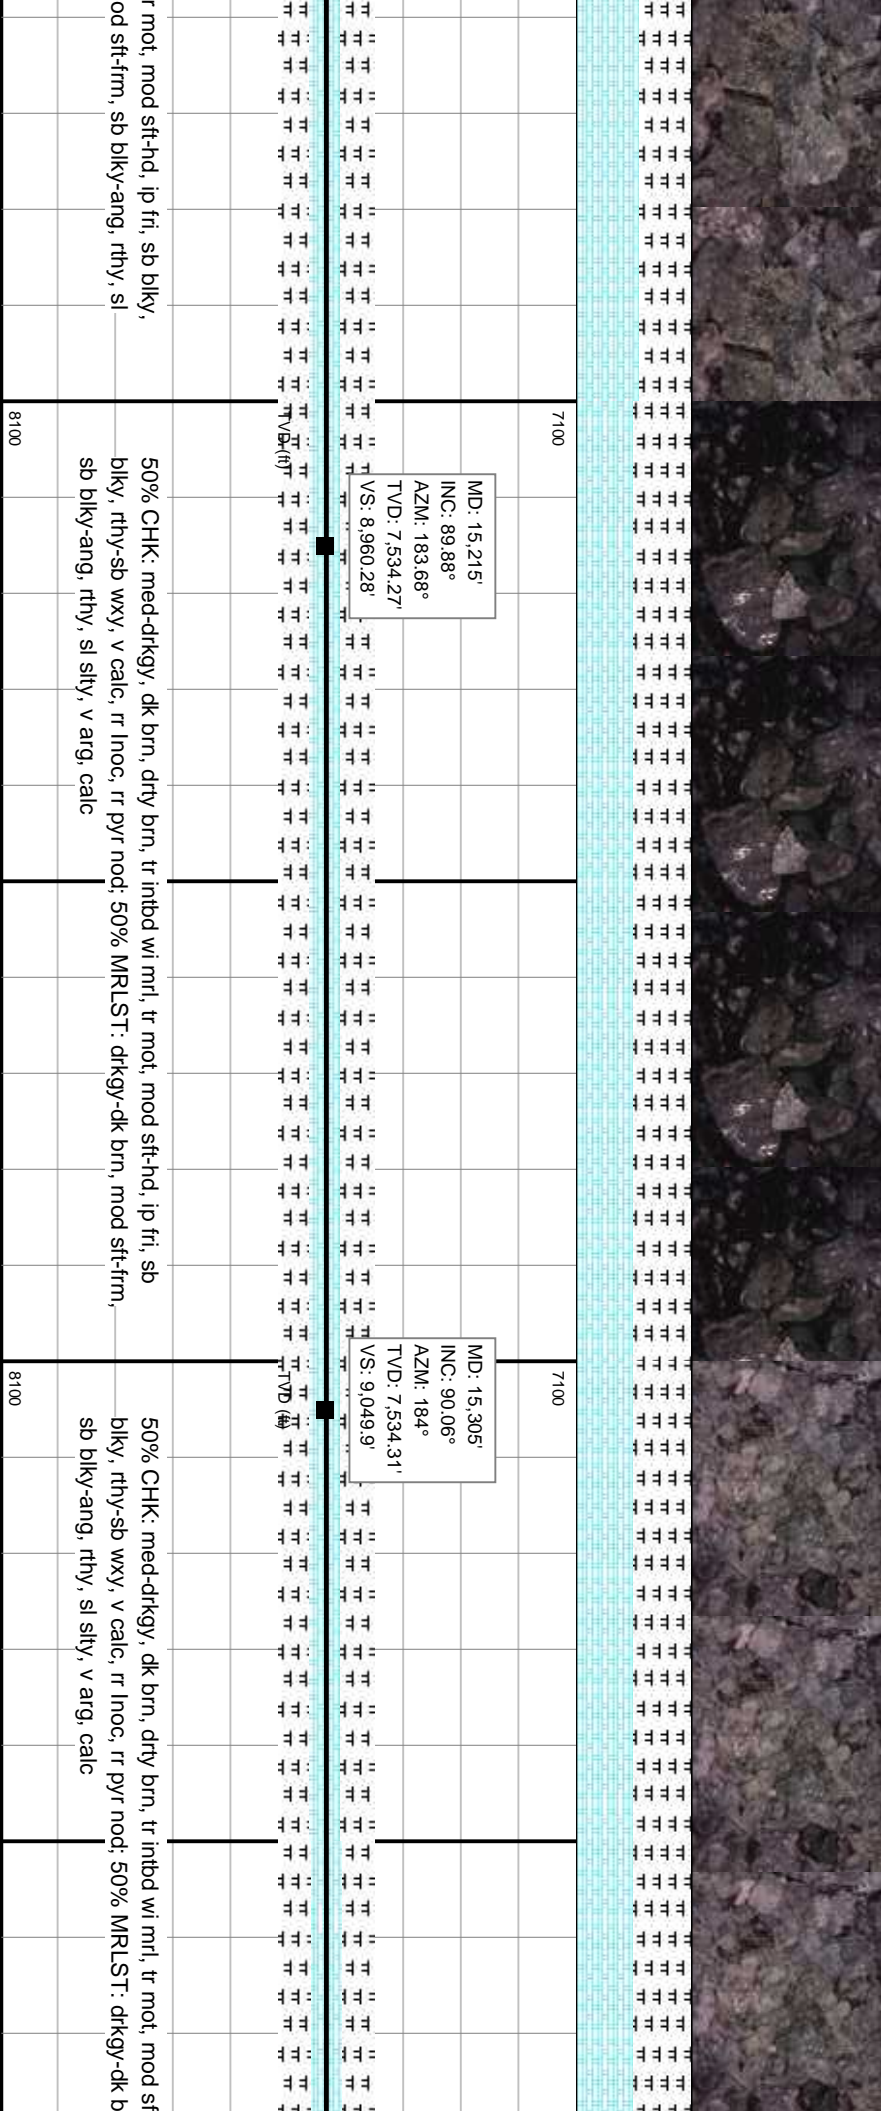 r mot, mod sft-hd, ip fri, sb blky,
od sft-frm, sb blky-ang, rthy, sl
7100
TVD (ft)
8100
MD: 15,215'
INC: 89.88°
AZM: 183.68°
TVD: 7,534.27'
VS: 8,960.28'
50% CHK: med-drkgy, dk brn, drty brn, tr intbd wi mrl, tr mot, mod sft-hd, ip fri, sb
blky, rthy-sb wxy, v calc, rr Inoc, rr pyr nod; 50% MRLST: drkgy-dk brn, mod sft-frm,
sb blky-ang, rthy, sl slty, v arg, calc
7100
TVD (ft)
8100
MD: 15,305'
INC: 90.06°
AZM: 184°
TVD: 7,534.31'
VS: 9,049.9'
50% CHK: med-drkgy, dk brn, drty brn, tr intbd wi mrl, tr mot, mod sf
blky, rthy-sb wxy, v calc, rr Inoc, rr pyr nod; 50% MRLST: drkgy-dk b
sb blky-ang, rthy, sl slty, v arg, calc